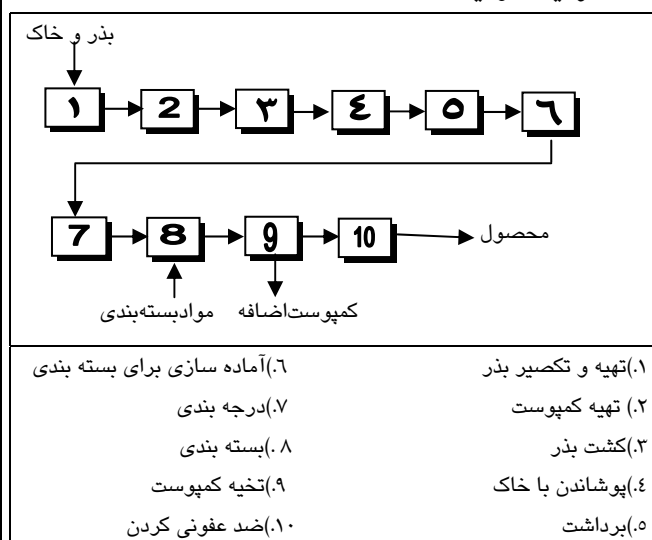 بذر و خاک
۱ 2 ۳ ٤ ٥ ٦
7 8 9 10 محصول
کمپوست‌اضافه
موادبسته‌بندی
۱.)تهیه و تکصیر بذر
۲.) تهیه کمپوست
۳.)کشت بذر
٤.)پوشاندن با خاک
٥.)برداشت
٦.)آماده سازی برای بسته بندی
۷.)درجه بندی
۸.)بسته بندی
۹.)تخیه کمپوست
۱۰.)ضد عفونی کردن